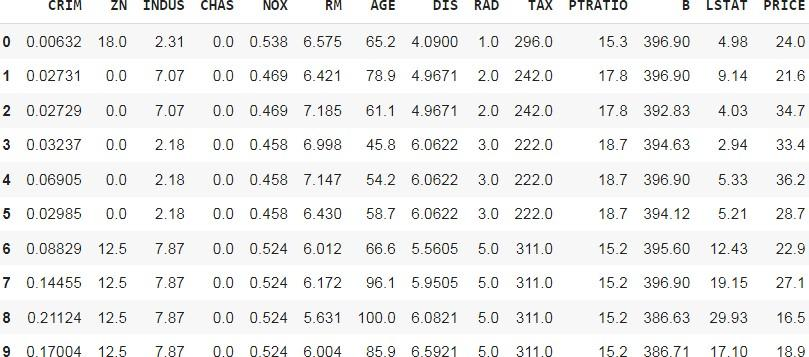 CRIM ZN INDUS CHAS NOX RM AGE DIS RAD TAX PTRATIO B LSTAT PRICE
0 0.00632 18.0 2.31 0.0 0.538 6.575 65.2 4.0900 1.0 296.0 15.3 396.90 4.98 24.0
1 0.02731 0.0 7.07 0.0 0.469 6.421 78.9 4.9671 2.0 242.0 17.8 396.90 9.14 21.6
2 0.02729 0.0 7.07 0.0 0.469 7.185 61.1 4.9671 2.0 242.0 17.8 392.83 4.03 34.7
3 0.03237 0.0 2.18 0.0 0.458 6.998 45.8 6.0622 3.0 222.0 18.7 394.63 2.94 33.4
4 0.06905 0.0 2.18 0.0 0.458 7.147 54.2 6.0622 3.0 222.0 18.7 396.90 5.33 36.2
5 0.02985 0.0 2.18 0.0 0.458 6.430 58.7 6.0622 3.0 222.0 18.7 394.12 5.21 28.7
6 0.08829 12.5 7.87 0.0 0.524 6.012 66.6 5.5605 5.0 311.0 15.2 395.60 12.43 22.9
7 0.14455 12.5 7.87 0.0 0.524 6.172 96.1 5.9505 5.0 311.0 15.2 396.90 19.15 27.1
8 0.21124 12.5 7.87 0.0 0.524 5.631 100.0 6.0821 5.0 311.0 15.2 386.63 29.93 16.5
9 0.17004 12.5 7.87 0.0 0.524 6.004 85.9 6.5921 5.0 311.0 15.2 386.71 17.10 18.9